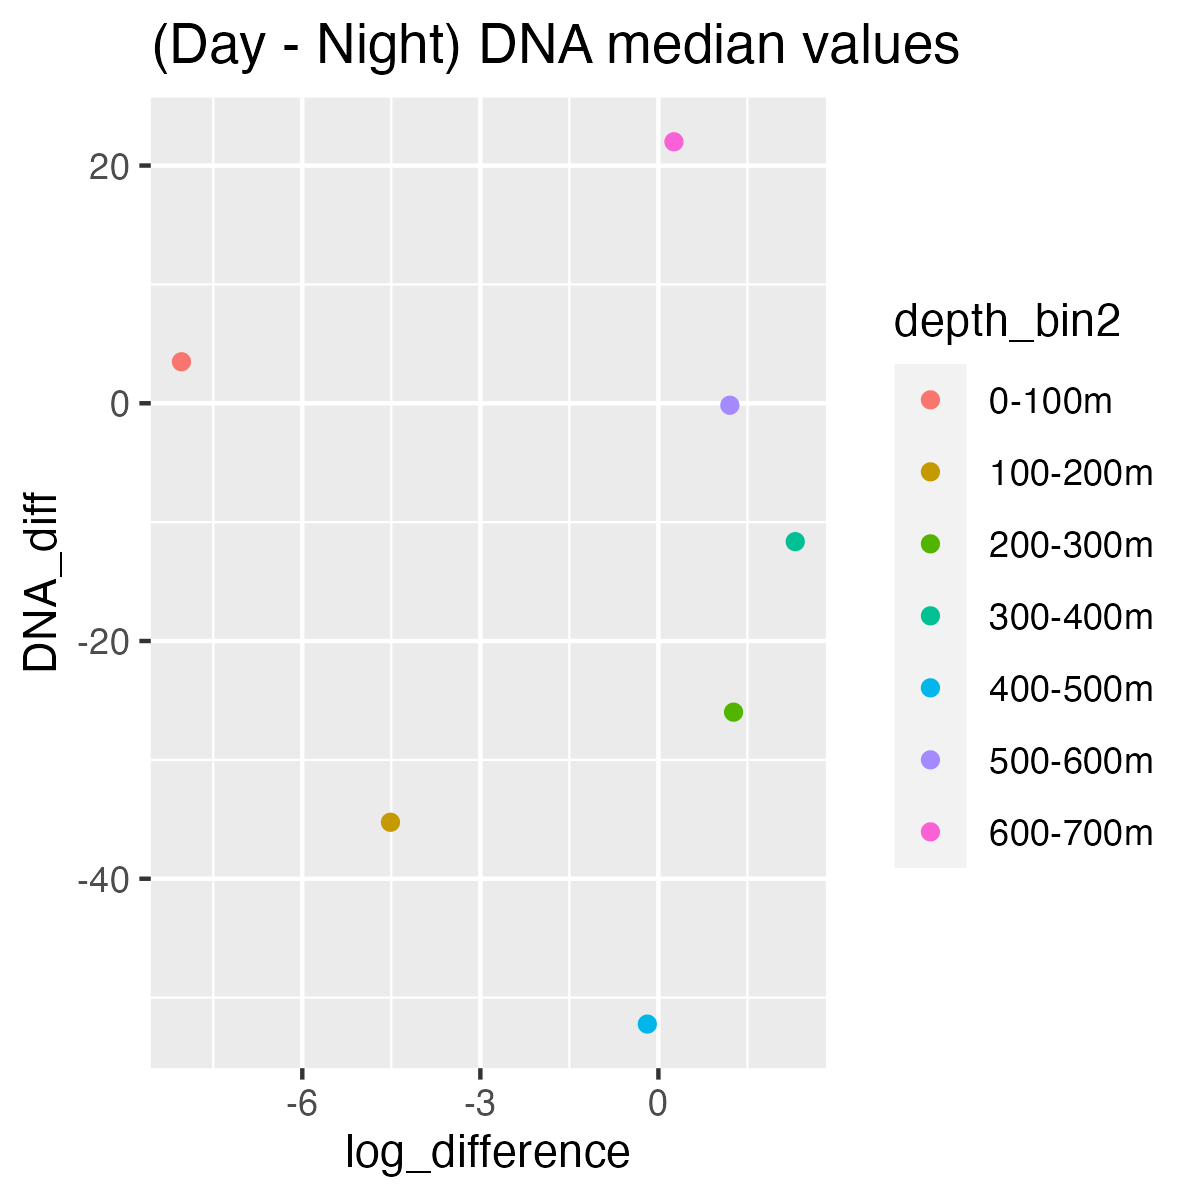 (Day - Night) DNA median values
20
0
-20
-40
DNA_diff
-6
-3
0
log_difference
depth_bin2
0-100m
100-200m
200-300m
300-400m
400-500m
500-600m
600-700m